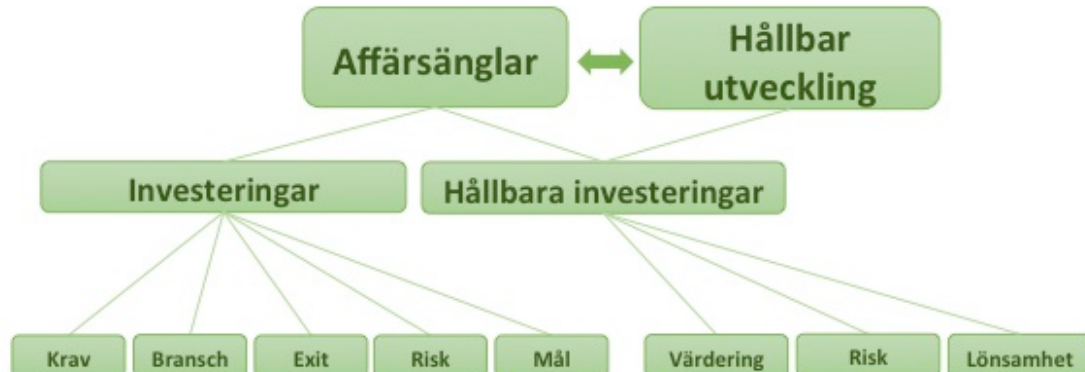 Affärsänglar
Hållbar
utveckling
Investeringar
Hållbara investeringar
Krav
Bransch
Exit
Risk
Mål
Värdering
Risk
Lönsamhet